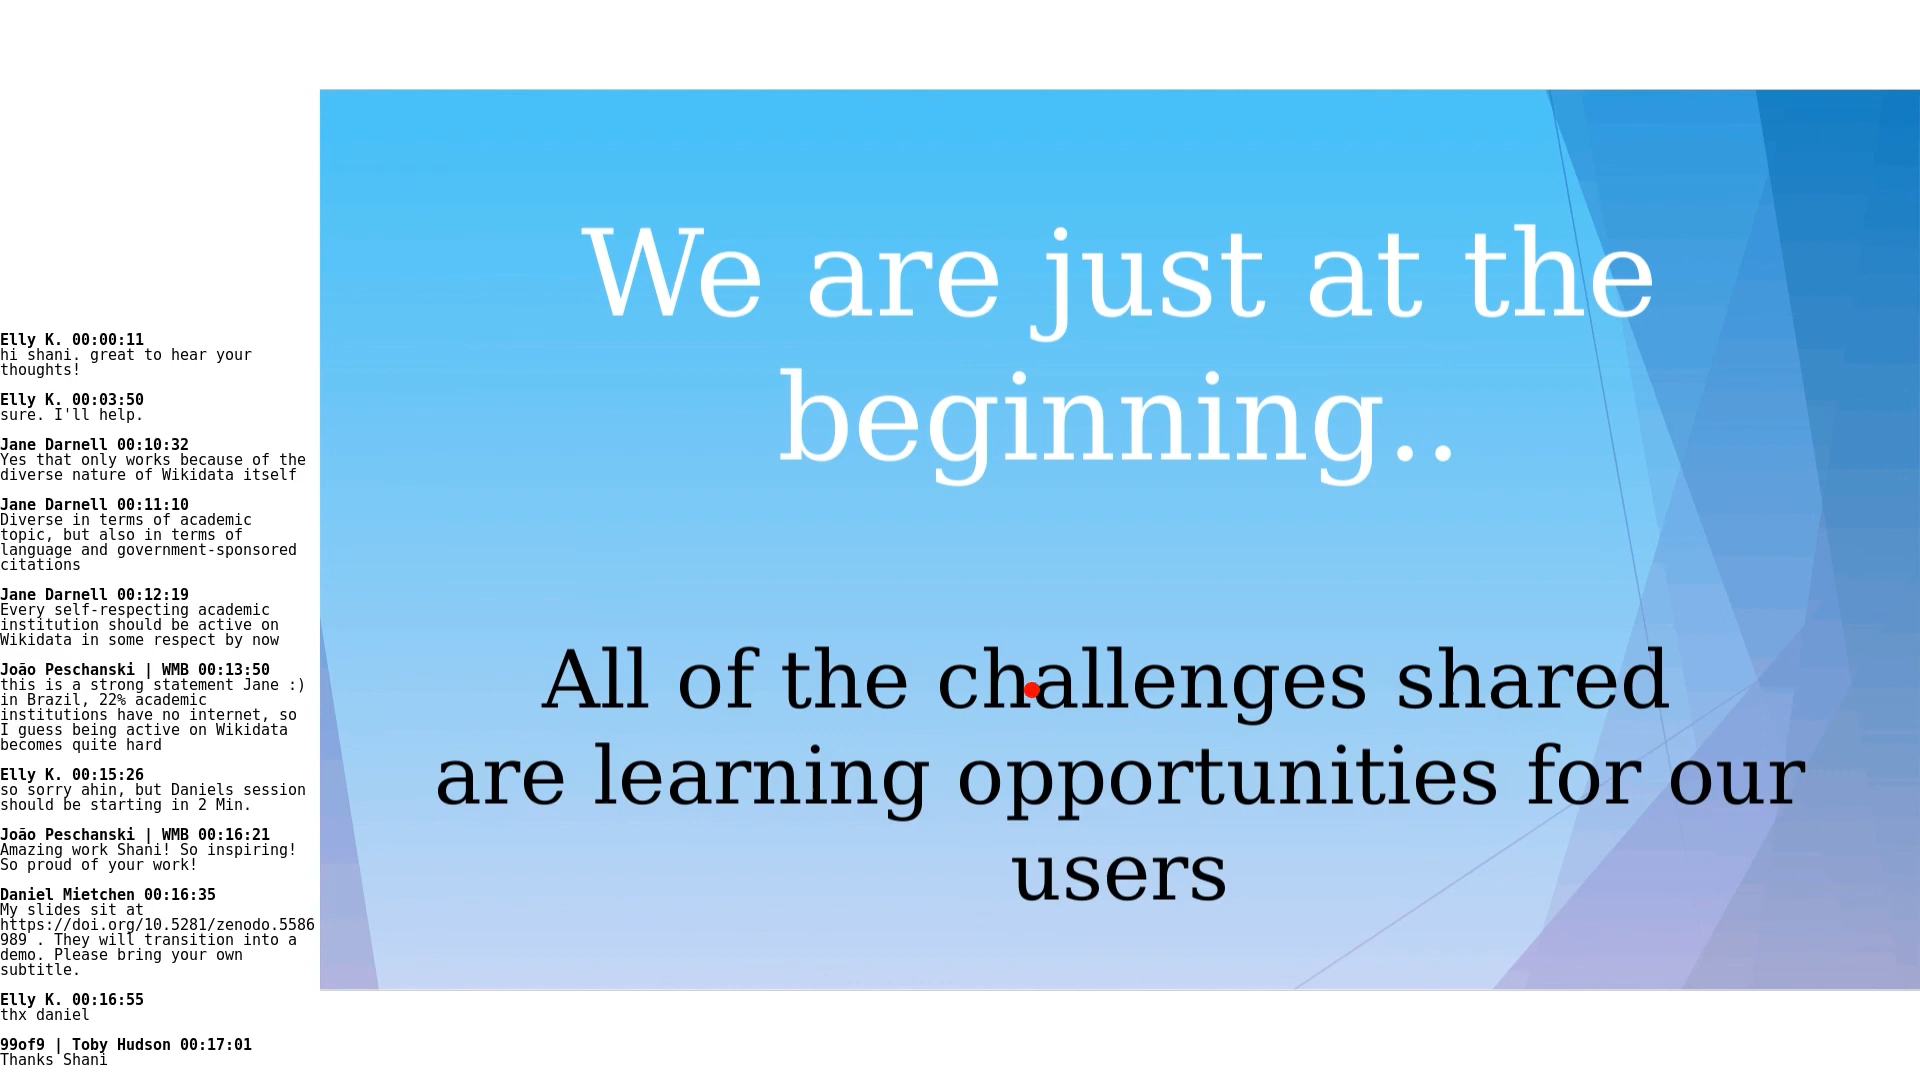 Elly K. 00:00:11
hi shani. great to hear your
thoughts!
Elly K. 00:03:50
sure. I'll help.
Jane Darnell 00:10:32
Yes that only works because of the
diverse nature of Wikidata itself
Jane Darnell 00:11:10
Diverse in terms of academic
topic, but also in terms of
language and government-sponsored
citations
Jane Darnell 00:12:19
Every self-respecting academic
institution should be active on
Wikidata in some respect by now
João Peschanski | WMB 00:13:50
this is a strong statement Jane :)
in Brazil, 22% academic
institutions have no internet, so
I guess being active on Wikidata
becomes quite hard
Elly K. 00:15:26
so sorry ahin, but Daniels session
should be starting in 2 Min.
João Peschanski | WMB 00:16:21
Amazing work Shani! So inspiring!
So proud of your work!
Daniel Mietchen 00:16:35
My slides sit at
https://doi.org/10.5281/zenodo.5586
989 . They will transition into a
demo. Please bring your own
subtitle.
Elly K. 00:16:55
thx daniel
99of9 | Toby Hudson 00:17:01
Thanks Shani
We are just at the
beginning..
All of the challenges shared
are learning opportunities for our
users